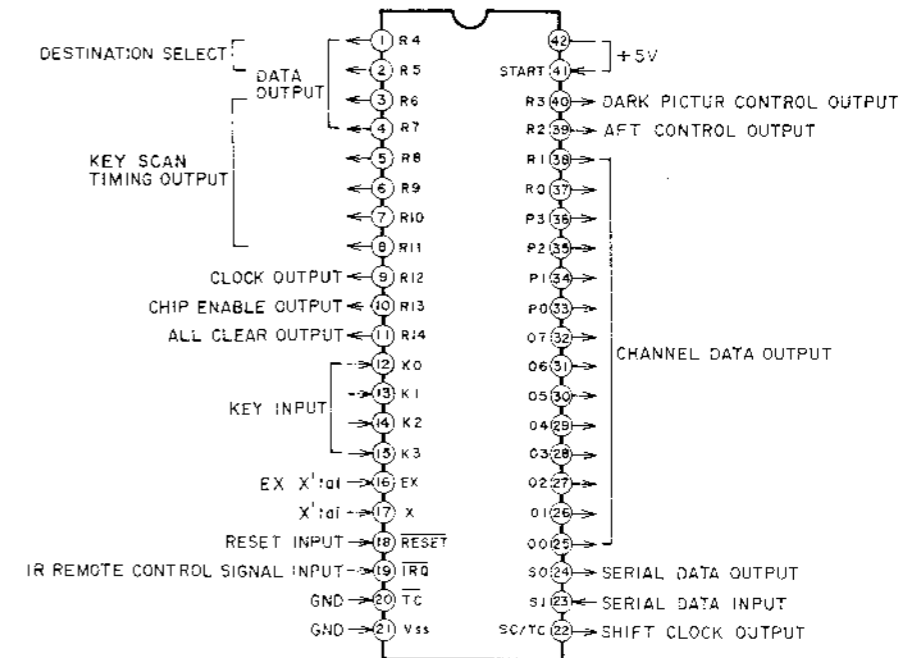 DESTINATION SELECT
DATA
OUTPUT
KEY SCAN
TIMING OUTPUT
CLOCK OUTPUT
CHIP ENABLE OUTPUT
ALL CLEAR OUTPUT
KEY INPUT
EX X'tal
X'tal
RESET INPUT
IR REMOTE CONTROL SIGNAL INPUT
GND
GND
1 R4
2 R5
3 R6
4 R7
5 R8
6 R9
7 R10
8 R11
9 R12
10 R13
11 R14
12 K0
13 K1
14 K2
15 K3
16 EX
17 X
18 RESET
19 IRQ
20 TC
21 Vss
42
START 41
R3 40
R2 39
R1 38
R0 37
P3 36
P2 35
P1 34
P0 33
O7 32
O6 31
O5 30
O4 29
O3 28
O2 27
O1 26
O0 25
SO 24
SI 23
SC/TC 22
+5V
DARK PICTUR CONTROL OUTPUT
AFT CONTROL OUTPUT
CHANNEL DATA OUTPUT
SERIAL DATA OUTPUT
SERIAL DATA INPUT
SHIFT CLOCK OUTPUT